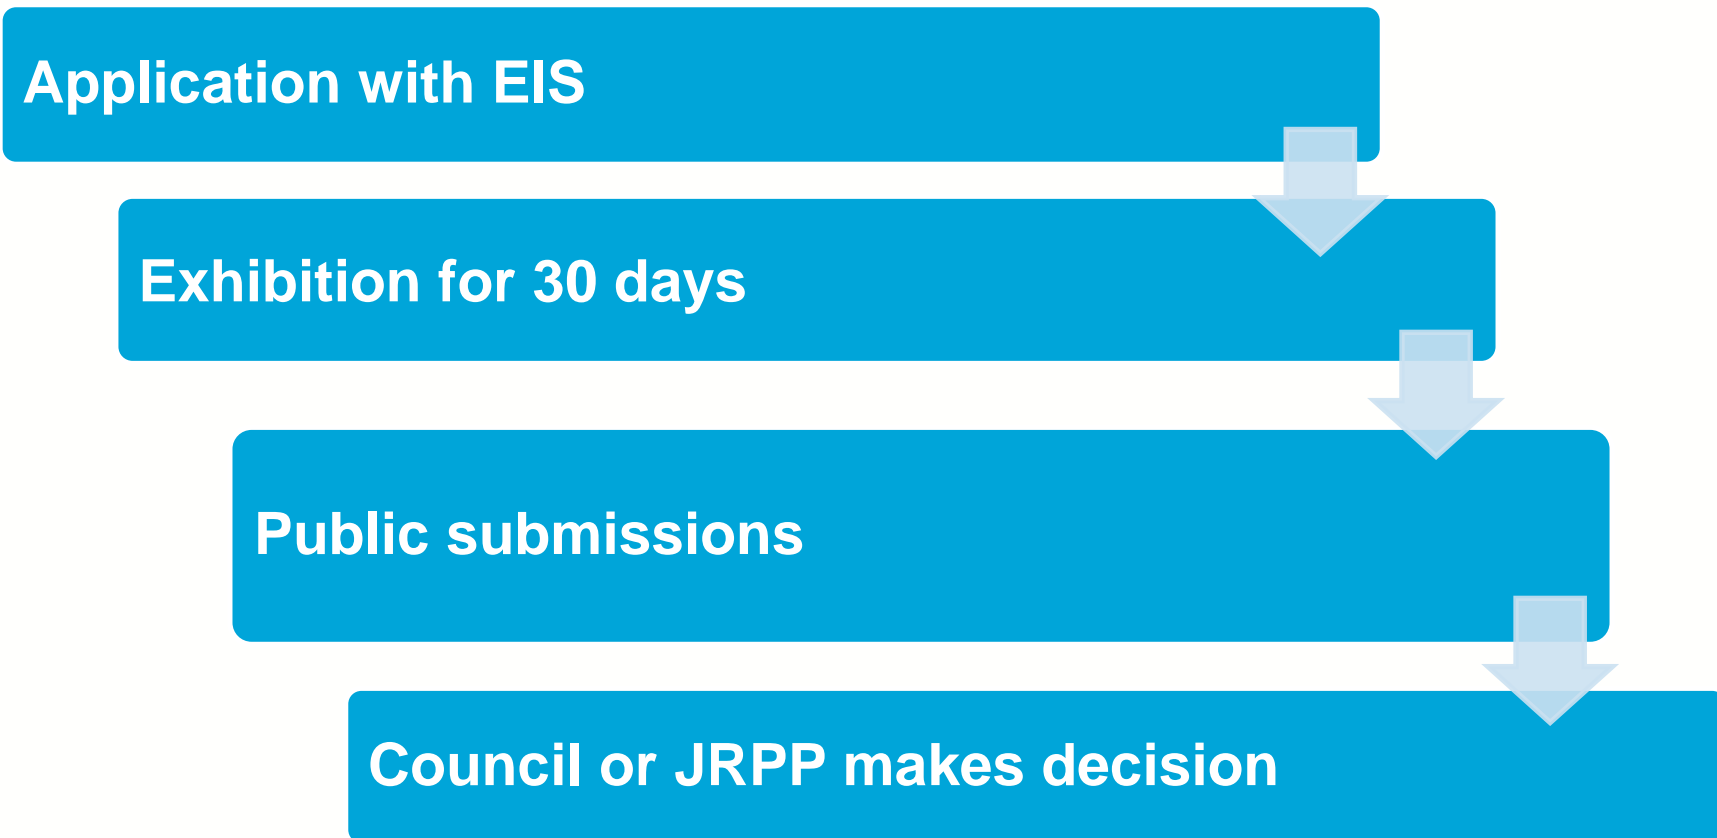 Application with EIS
Exhibition for 30 days
Public submissions
Council or JRPP makes decision